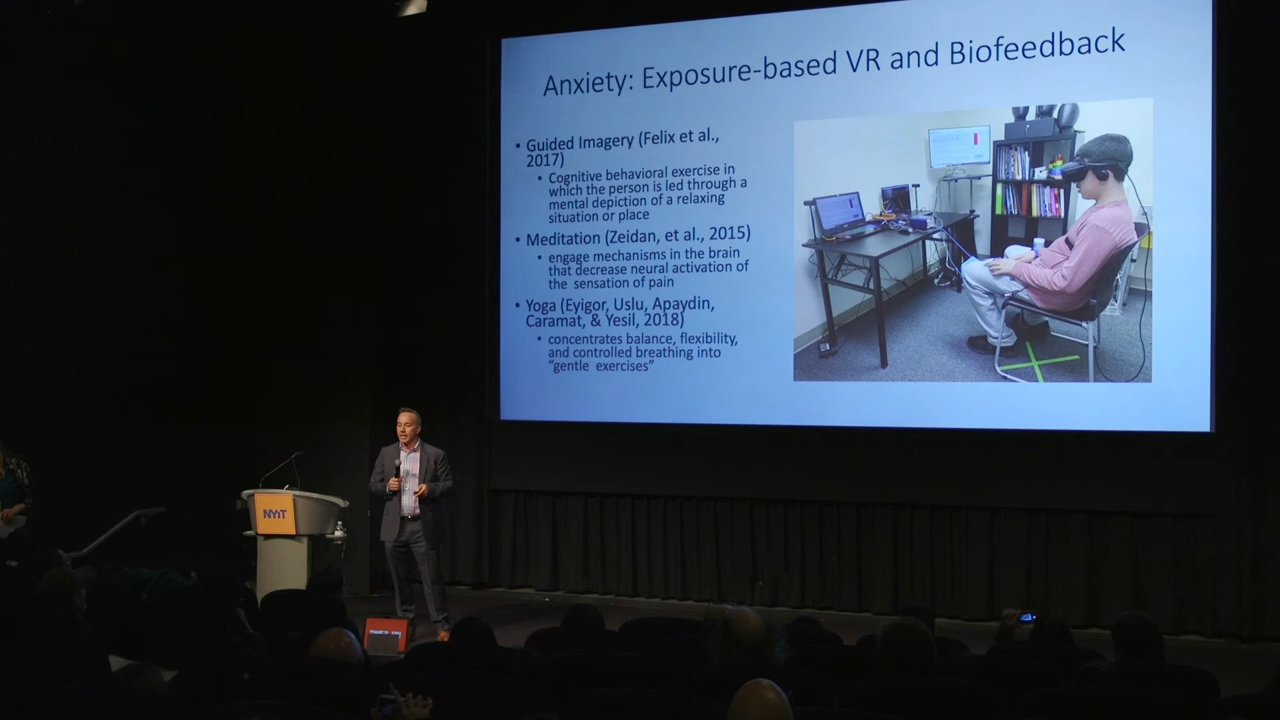 Anxiety: Exposure-based VR and Biofeedback
• Guided Imagery (Felix et al.,
2017)
• Cognitive behavioral exercise in
which the person is led through a
mental depiction of a relaxing
situation or place
• Meditation (Zeidan, et al., 2015)
• engage mechanisms in the brain
that decrease neural activation of
the sensation of pain
• Yoga (Eyigor, Uslu, Apaydin,
Caramat, & Yesil, 2018)
• concentrates balance, flexibility,
and controlled breathing into
“gentle exercises”
NYIT